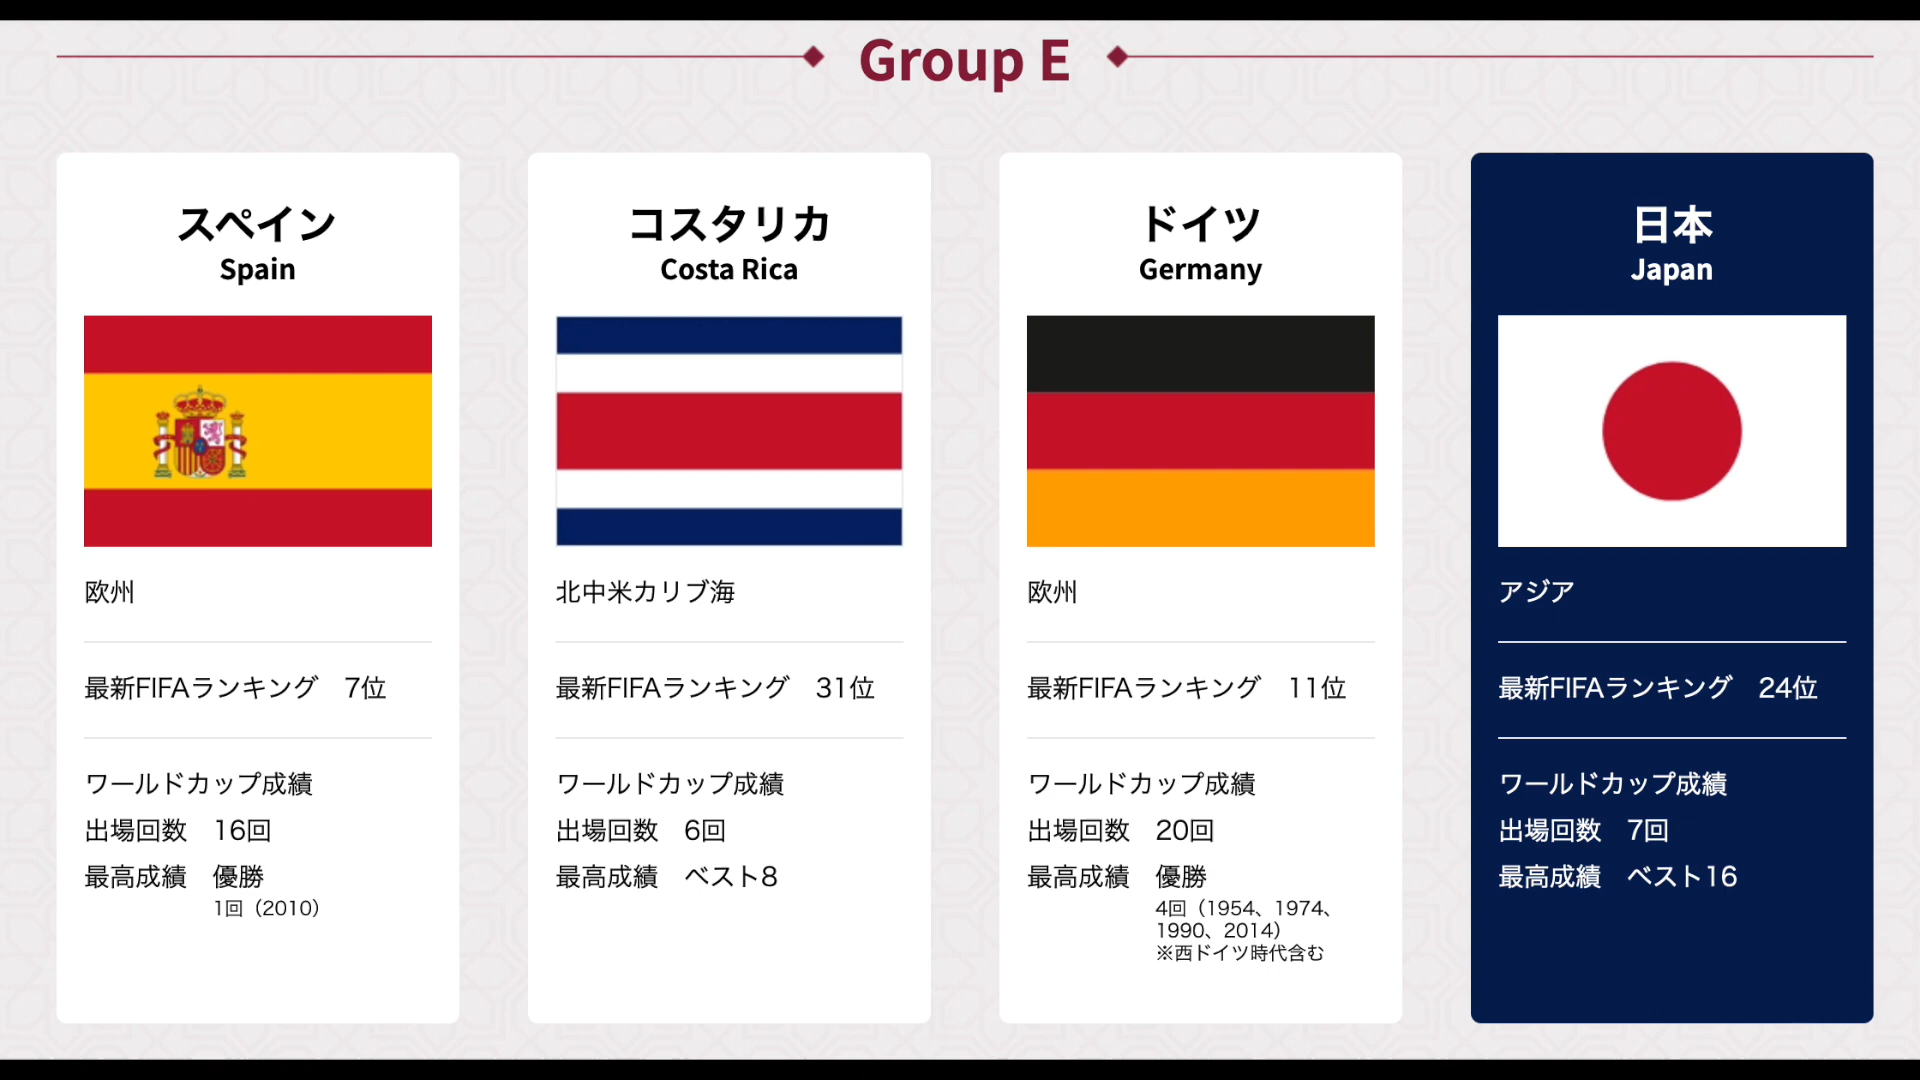 Group E
スペイン
Spain
欧州
最新FIFAランキング　7位
ワールドカップ成績
出場回数　16回
最高成績　優勝
1回（2010）
コスタリカ
Costa Rica
北中米カリブ海
最新FIFAランキング　31位
ワールドカップ成績
出場回数　6回
最高成績　ベスト8
ドイツ
Germany
欧州
最新FIFAランキング　11位
ワールドカップ成績
出場回数　20回
最高成績　優勝
4回（1954、1974、
1990、2014）
※西ドイツ時代含む
日本
Japan
アジア
最新FIFAランキング　24位
ワールドカップ成績
出場回数　7回
最高成績　ベスト16